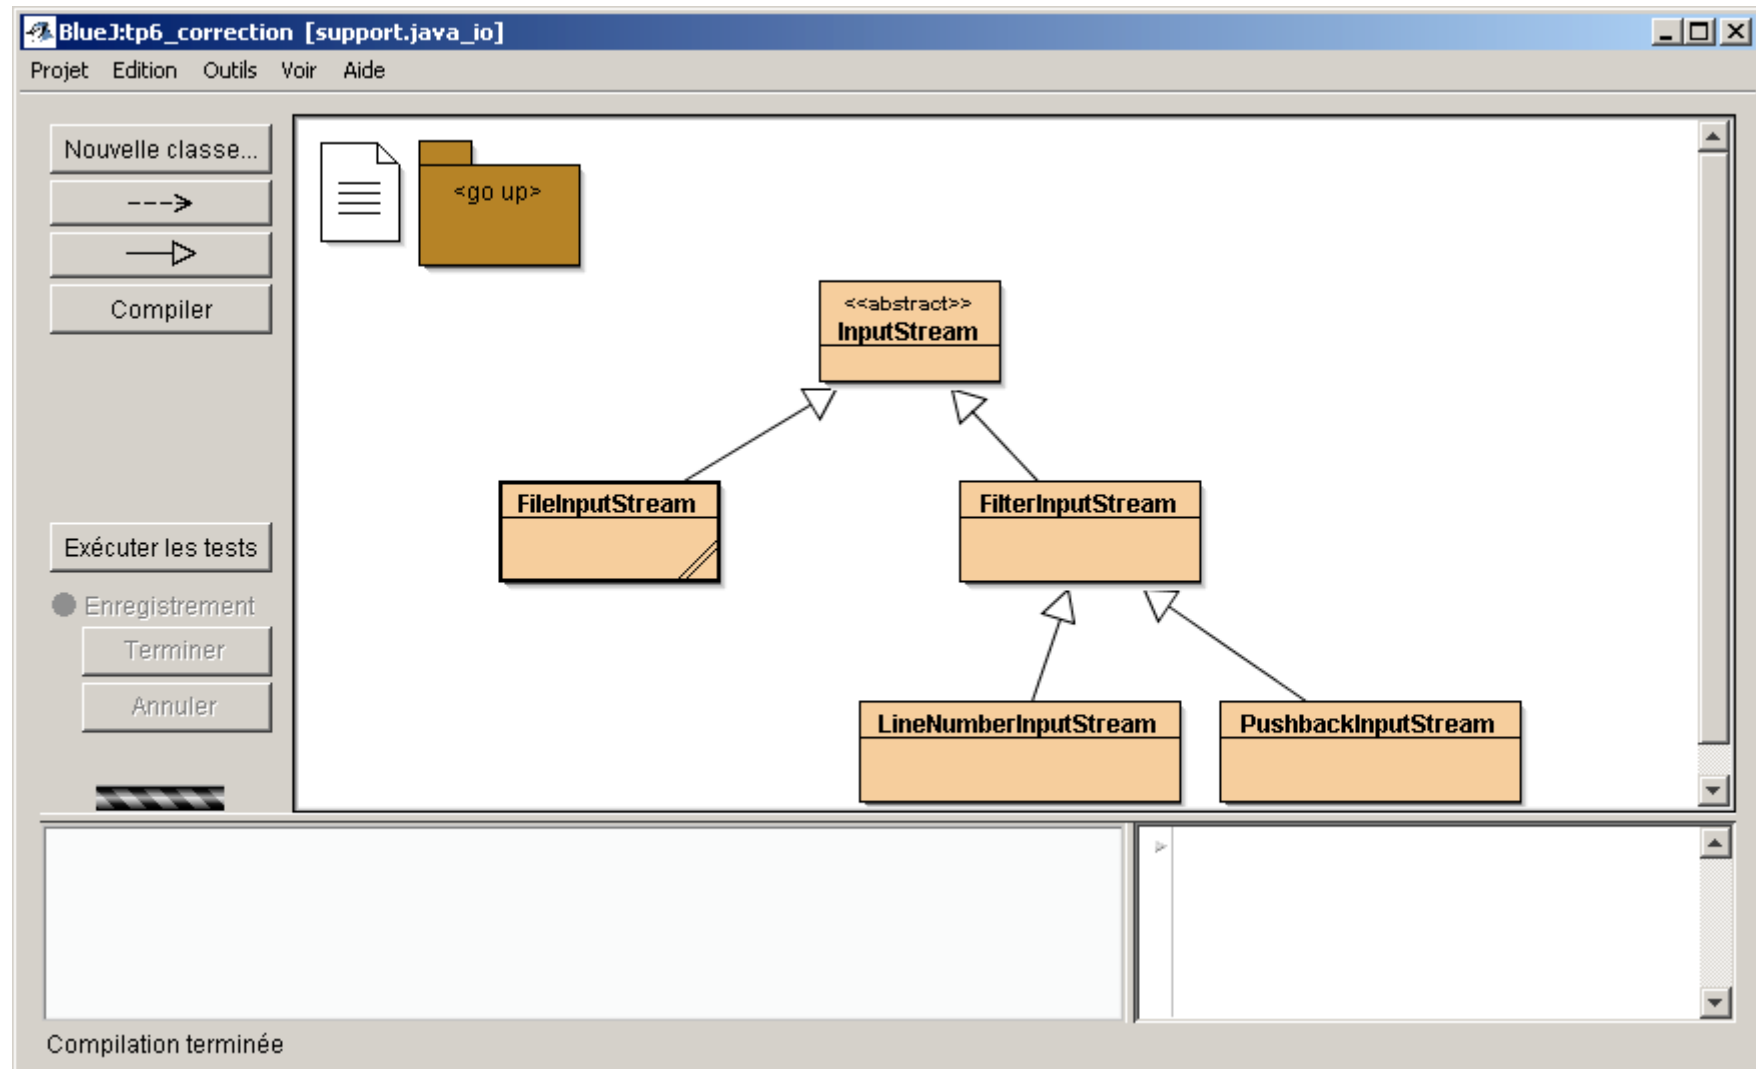 BlueJ:tp6_correction [support.java_io]
Projet Edition Outils Voir Aide
Nouvelle classe...
Compiler
Exécuter les tests
Enregistrement
Terminer
Annuler
<go up>
<<abstract>>
InputStream
FileInputStream
FilterInputStream
LineNumberInputStream
PushbackInputStream
Compilation terminée